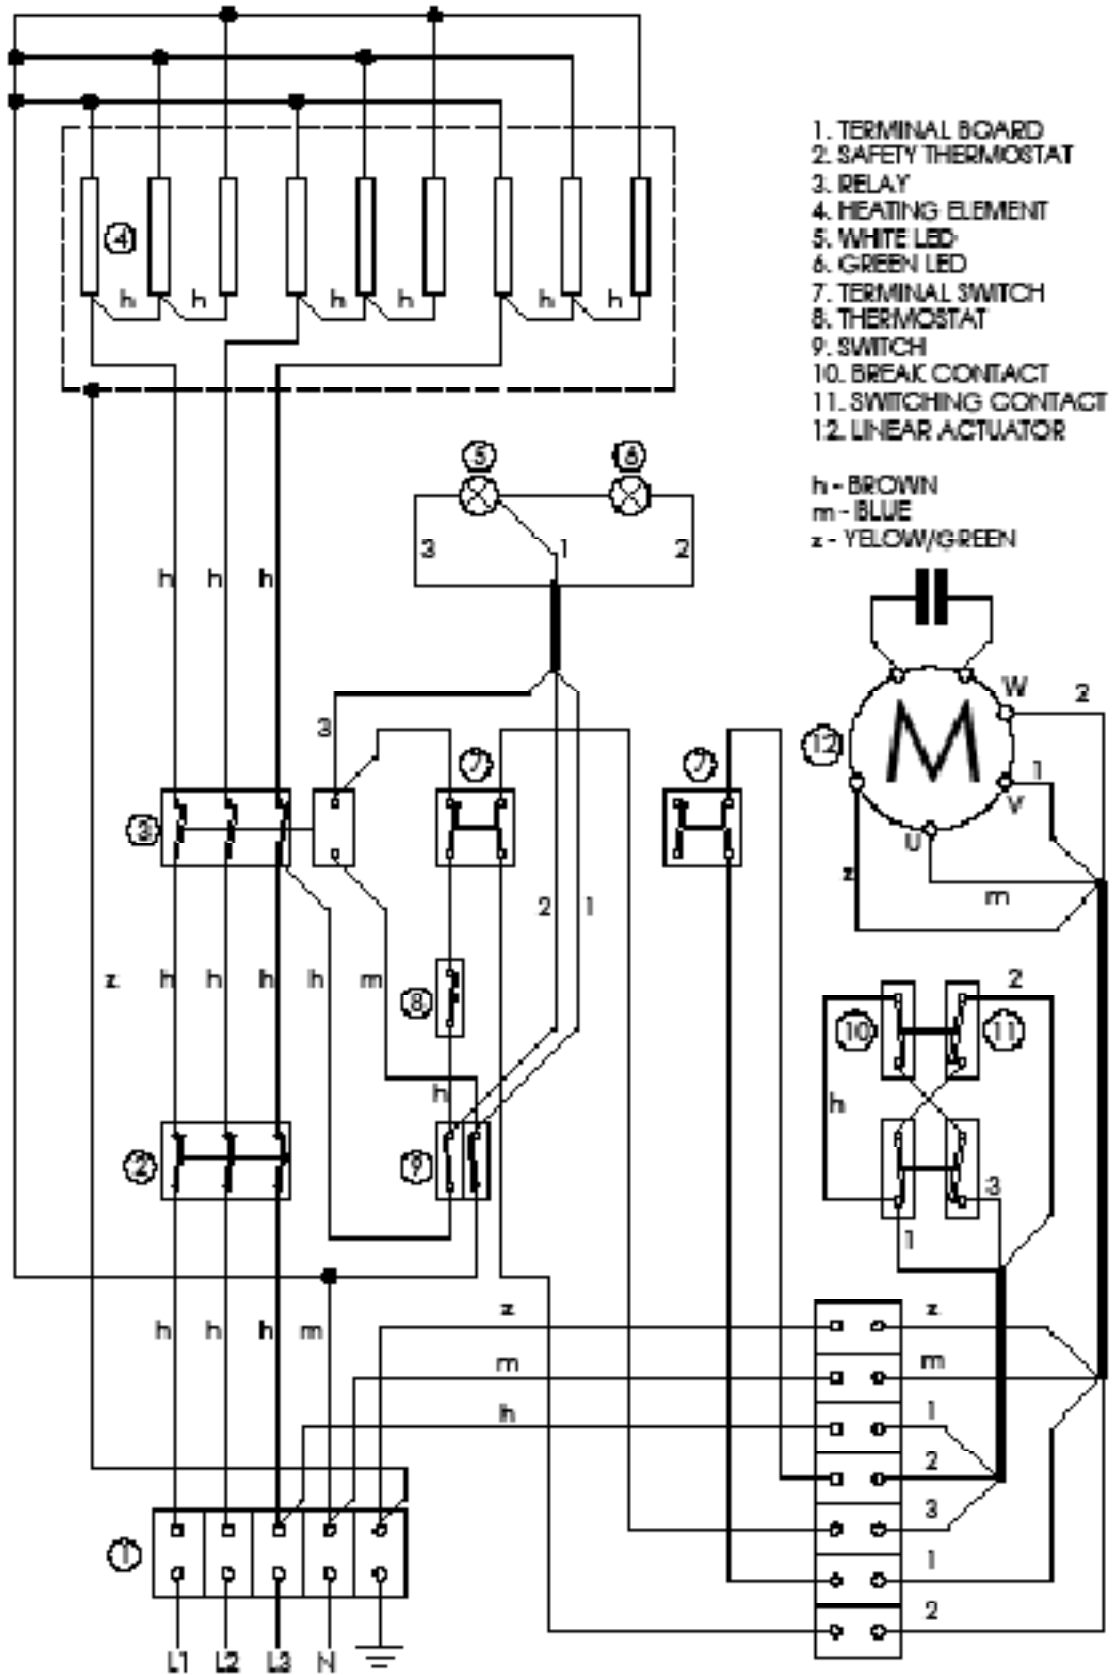 1. TERMINAL BOARD
2. SAFETY THERMOSTAT
3. RELAY
4. HEATING ELEMENT
5. WHITE LED
6. GREEN LED
7. TERMINAL SWITCH
8. THERMOSTAT
9. SWITCH
10. BREAK CONTACT
11. SWITCHING CONTACT
12. LINEAR ACTUATOR
h - BROWN
m - BLUE
z - YELOW/GREEN
4
h h h h h h
5 6
3 1 2
h h h
W 2
12 M 1
V
U
z m
3 7 7
3
2 1
z h h h h m
8
10 11 2
h
h
2 9
3
1
h h h m
z z
m m
h 1
2
3
1
2
1
L1 L2 L3 N